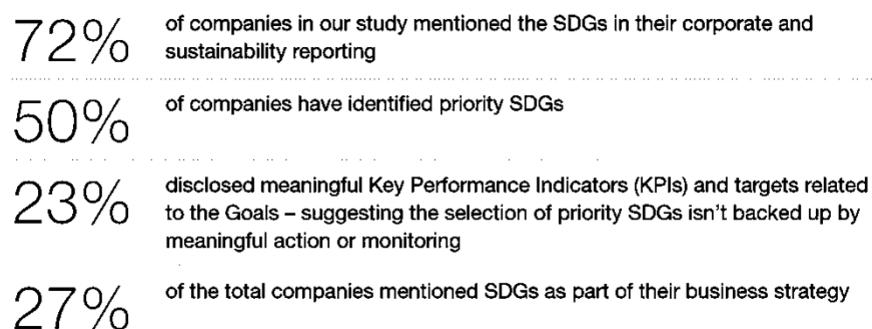 72%
of companies in our study mentioned the SDGs in their corporate and
sustainability reporting
50%
of companies have identified priority SDGs
23%
disclosed meaningful Key Performance Indicators (KPIs) and targets related
to the Goals – suggesting the selection of priority SDGs isn't backed up by
meaningful action or monitoring
27%
of the total companies mentioned SDGs as part of their business strategy